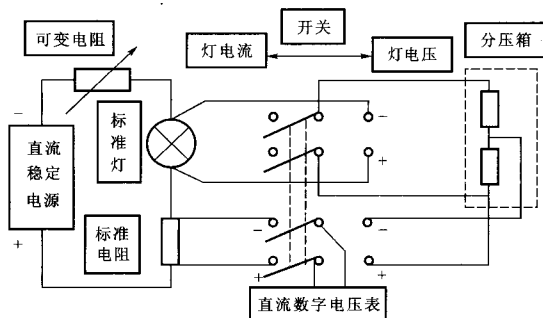 可变电阻
灯电流
开关
灯电压
分压箱
−
直流
稳定
电源
+
标
准
灯
标准
电阻
−
+
−
+
−
+
直流数字电压表